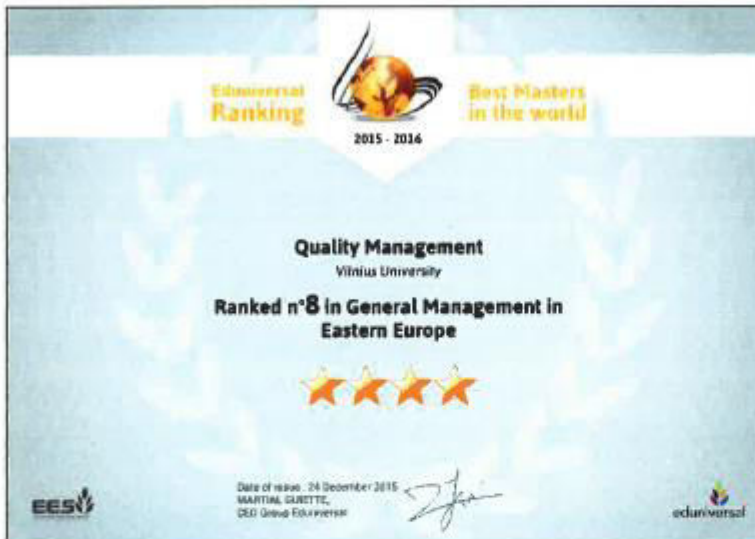 Eduniversal
Ranking
Best Masters
in the world
2015 - 2016
Quality Management
Vilnius University
Ranked n°8 in General Management in
Eastern Europe
Date of issue : 24 December 2015
MARTIAL GUIETTE,
CEO Group Eduniversal
EES
eduniversal